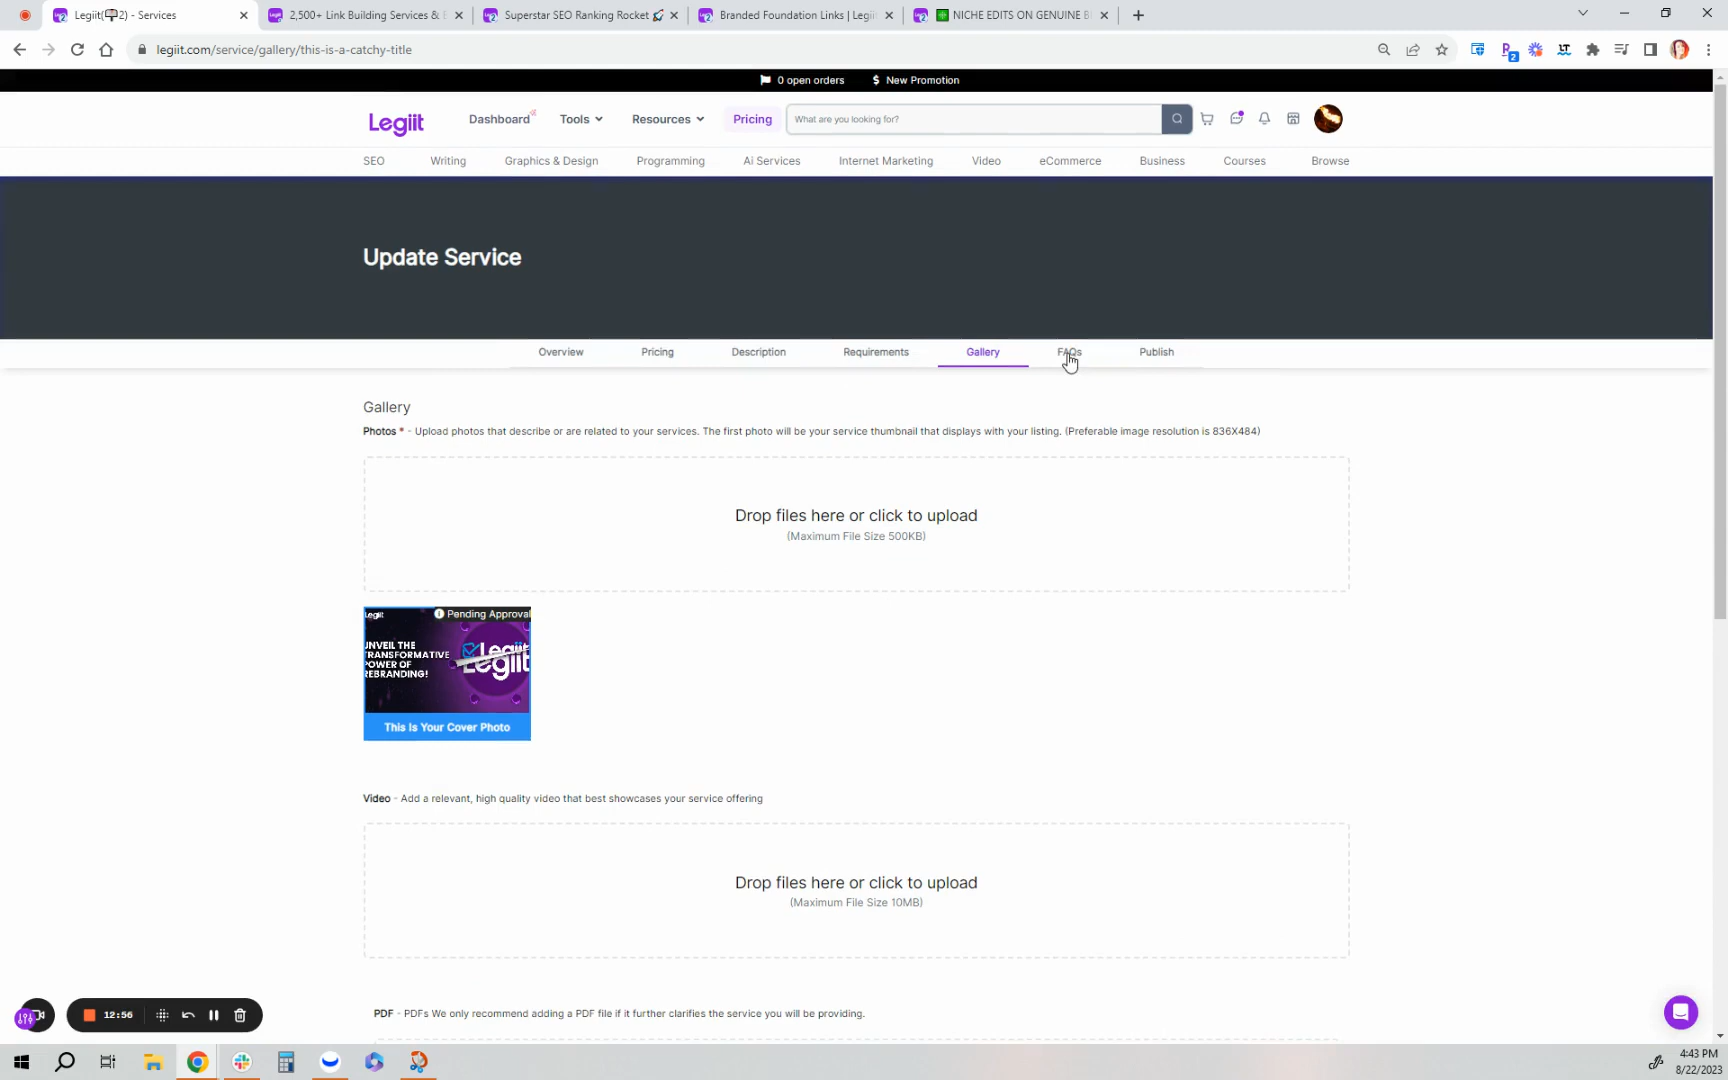 Legiit( 2) - Services
2,500+ Link Building Services &
Superstar SEO Ranking Rocket 🚀
Branded Foundation Links | Legii
NICHE EDITS ON GENUINE B
legiit.com/service/gallery/this-is-a-catchy-title
2
0 open orders
$ New Promotion
Legiit
Dashboard
Tools
Resources
Pricing
What are you looking for?
SEO
Writing
Graphics & Design
Programming
Ai Services
Internet Marketing
Video
eCommerce
Business
Courses
Browse
Update Service
Overview
Pricing
Description
Requirements
Gallery
FAQs
Publish
Gallery
Photos * - Upload photos that describe or are related to your services. The first photo will be your service thumbnail that displays with your listing. (Preferable image resolution is 836X484)
Drop files here or click to upload
(Maximum File Size 500KB)
Legiit
Pending Approval
UNVEIL THE
TRANSFORMATIVE
POWER OF
REBRANDING!
Legiit
Legiit
This Is Your Cover Photo
Video - Add a relevant, high quality video that best showcases your service offering
Drop files here or click to upload
(Maximum File Size 10MB)
PDF - PDFs We only recommend adding a PDF file if it further clarifies the service you will be providing.
12:56
4:43 PM
8/22/2023